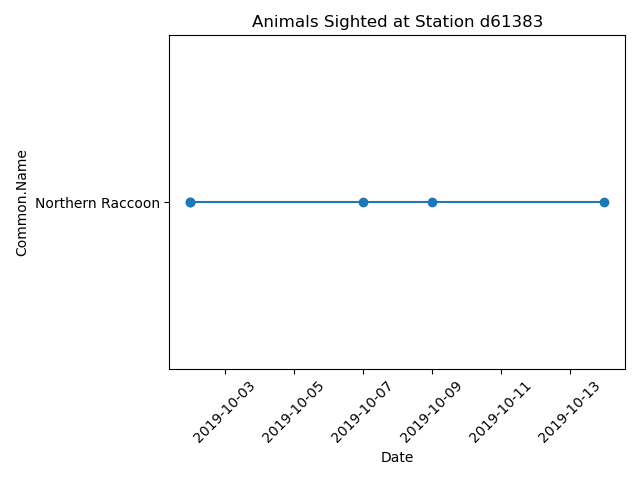 Animals Sighted at Station d61383
Common.Name
Northern Raccoon
2019-10-03
2019-10-05
2019-10-07
2019-10-09
2019-10-11
2019-10-13
Date